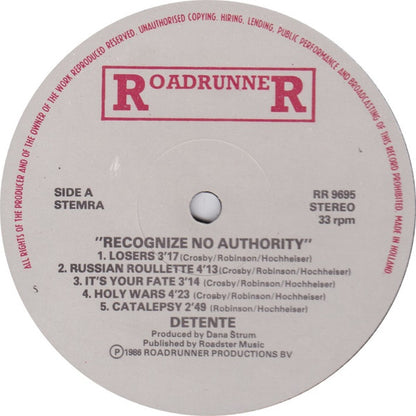 ALL RIGHTS OF THE PRODUCER AND OF THE OWNER OF THE WORK REPRODUCED RESERVED. UNAUTHORISED COPYING, HIRING, LENDING, PUBLIC PERFORMANCE AND BROADCASTING OF THIS RECORD PROHIBITED. MADE IN HOLLAND.
ROADRUNNER
SIDE A
STEMRA
RR 9695
STEREO
33 rpm
"RECOGNIZE NO AUTHORITY"
1. LOSERS 3'17 (Crosby/Robinson/Hochheiser)
2. RUSSIAN ROULLETTE 4'13 (Crosby/Robinson/Hochheiser)
3. IT'S YOUR FATE 3'14 (Crosby/Robinson/Hochheiser)
4. HOLY WARS 4'23 (Crosby/Robinson/Hochheiser)
5. CATALEPSY 2'49 (Robinson/Hochheiser)
DETENTE
Produced by Dana Strum
Published by Roadster Music
℗ 1986 ROADRUNNER PRODUCTIONS BV